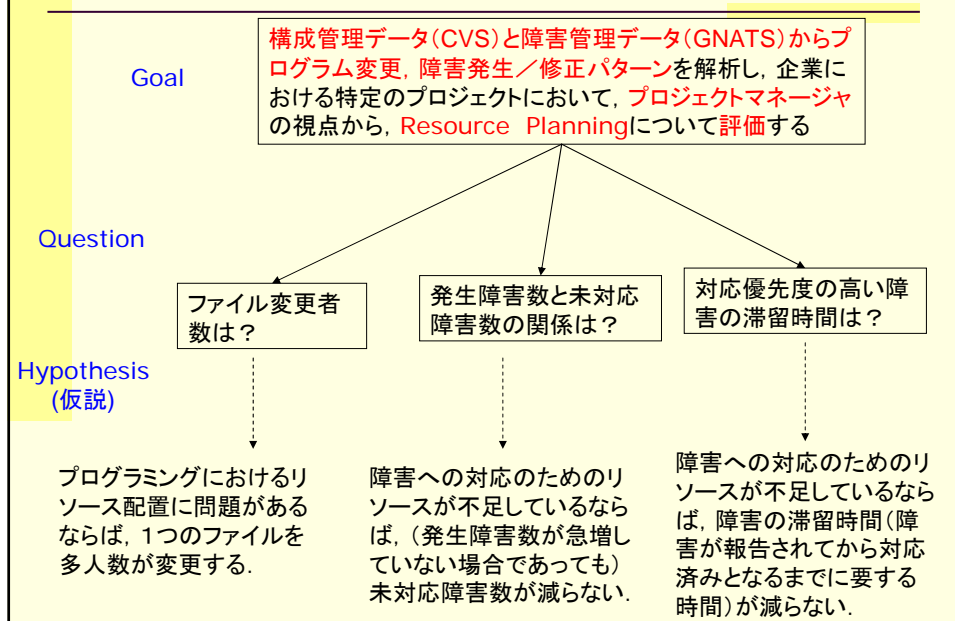 Goal
構成管理データ(CVS)と障害管理データ(GNATS)からプ
ログラム変更, 障害発生/修正パターンを解析し, 企業に
おける特定のプロジェクトにおいて, プロジェクトマネージャ
の視点から, Resource Planningについて評価する
Question
ファイル変更者
数は?
発生障害数と未対応
障害数の関係は?
対応優先度の高い障
害の滞留時間は?
Hypothesis
(仮説)
プログラミングにおけるリ
ソース配置に問題がある
ならば, 1つのファイルを
多人数が変更する.
障害への対応のためのリ
ソースが不足しているなら
ば, (発生障害数が急増し
ていない場合であっても)
未対応障害数が減らない.
障害への対応のためのリ
ソースが不足しているなら
ば, 障害の滞留時間(障
害が報告されてから対応
済みとなるまでに要する
時間)が減らない.